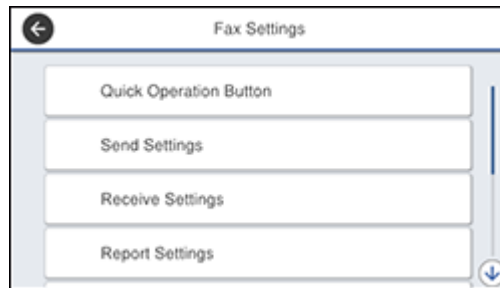 Fax Settings
Quick Operation Button
Send Settings
Receive Settings
Report Settings